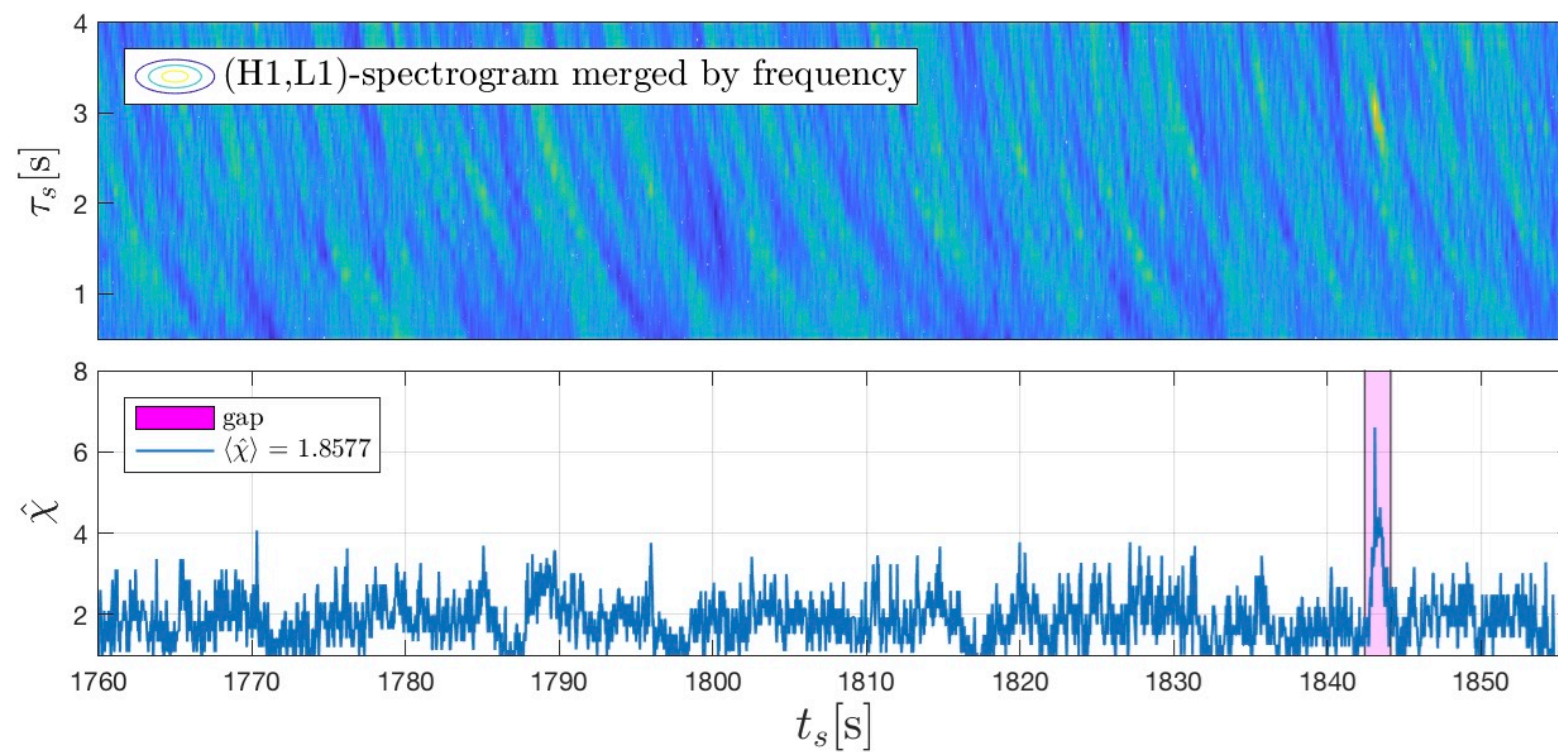 4
3
2
1
τₛ[s]
(H1,L1)-spectrogram merged by frequency
8
6
4
2
χ̂
gap
⟨χ̂⟩ = 1.8577
1760 1770 1780 1790 1800 1810 1820 1830 1840 1850
tₛ[s]